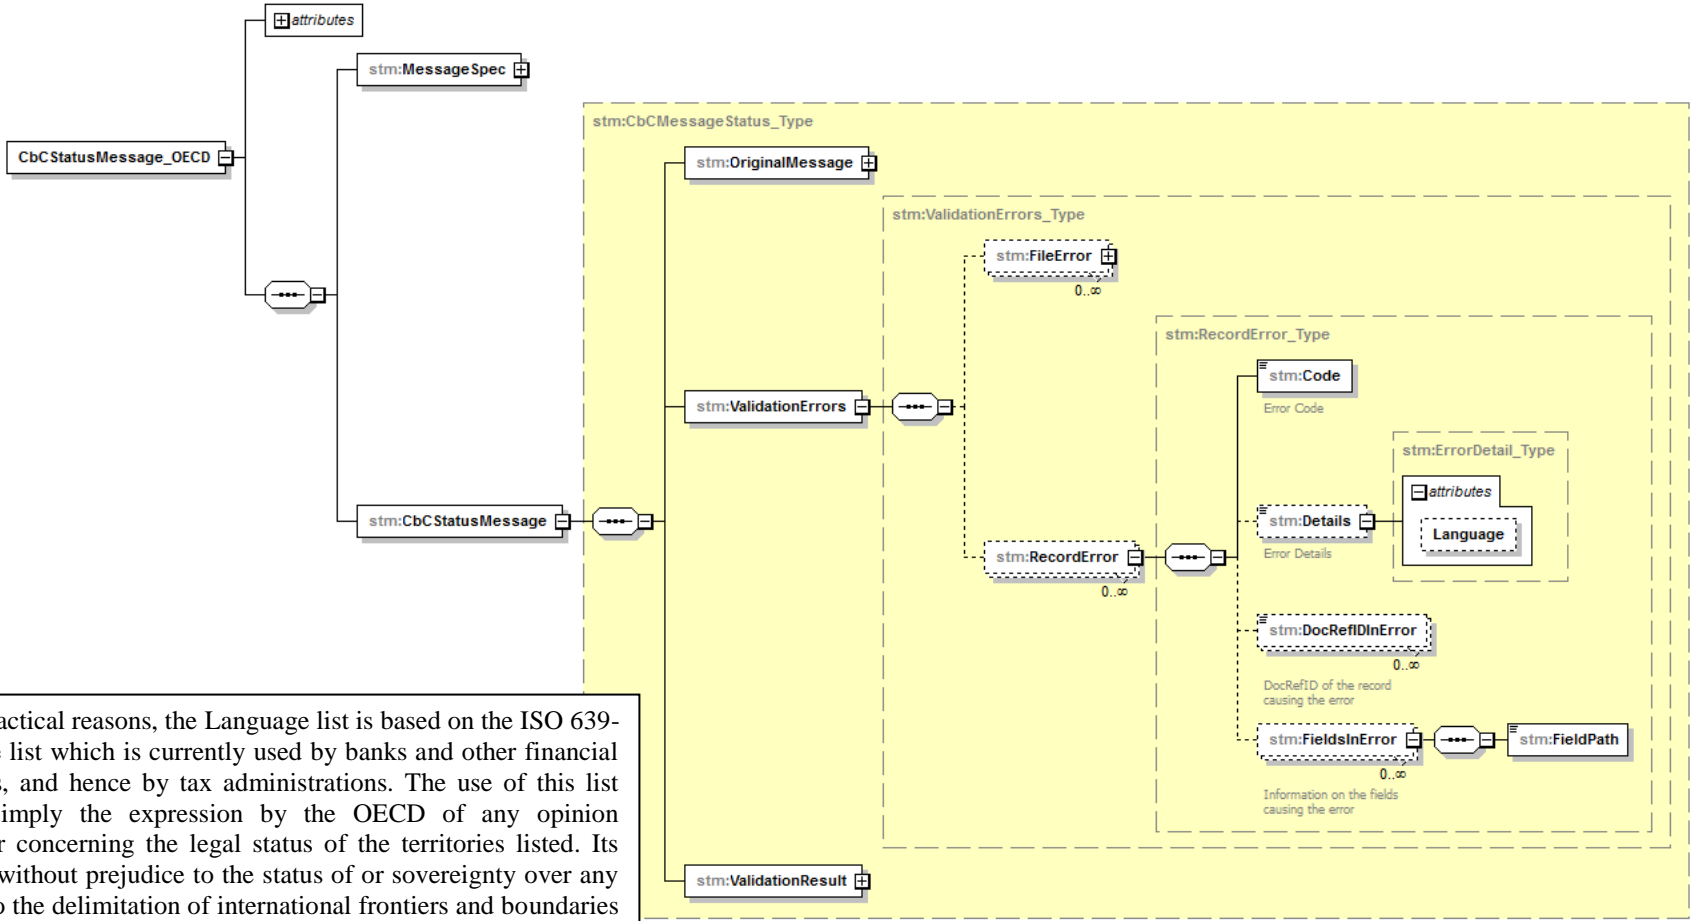 attributes
stm:MessageSpec
stm:CbCMessageStatus_Type
CbCStatusMessage_OECD
stm:OriginalMessage
stm:ValidationErrors_Type
stm:FileError
0..∞
stm:RecordError_Type
stm:Code
Error Code
stm:ValidationErrors
stm:ErrorDetail_Type
attributes
stm:CbCStatusMessage
stm:Details
Language
Error Details
stm:RecordError
0..∞
stm:DocRefIDInError
0..∞
DocRefID of the record
causing the error
stm:FieldsInError
stm:FieldPath
0..∞
Information on the fields
causing the error
stm:ValidationResult
reasons, the Language list is based on the ISO 639-
list which is currently used by banks and other financial
and hence by tax administrations. The use of this list
imply the expression by the OECD of any opinion
concerning the legal status of the territories listed. Its
without prejudice to the status of or sovereignty over any
the delimitation of international frontiers and boundaries